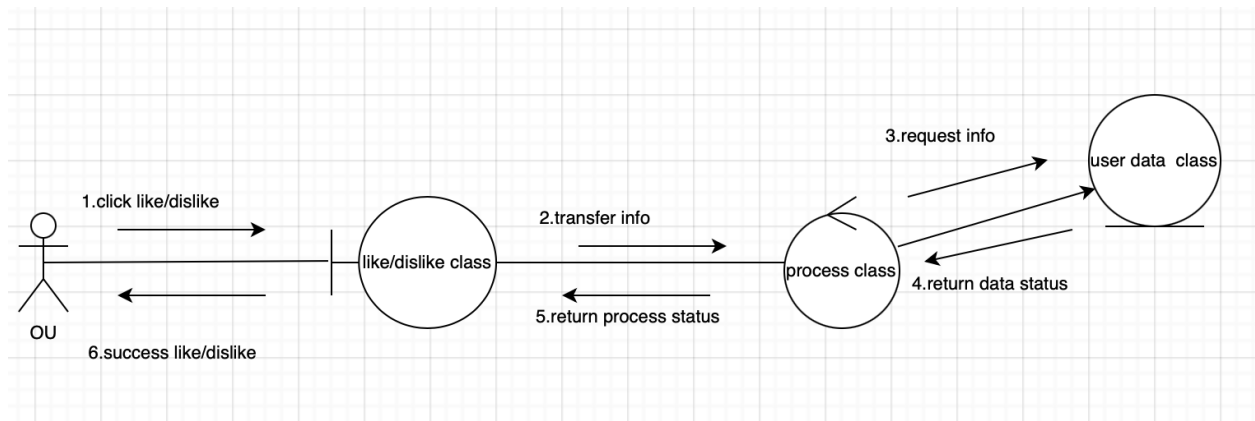 1.click like/dislike
OU
6.success like/dislike
like/dislike class
2.transfer info
5.return process status
process class
3.request info
4.return data status
user data class